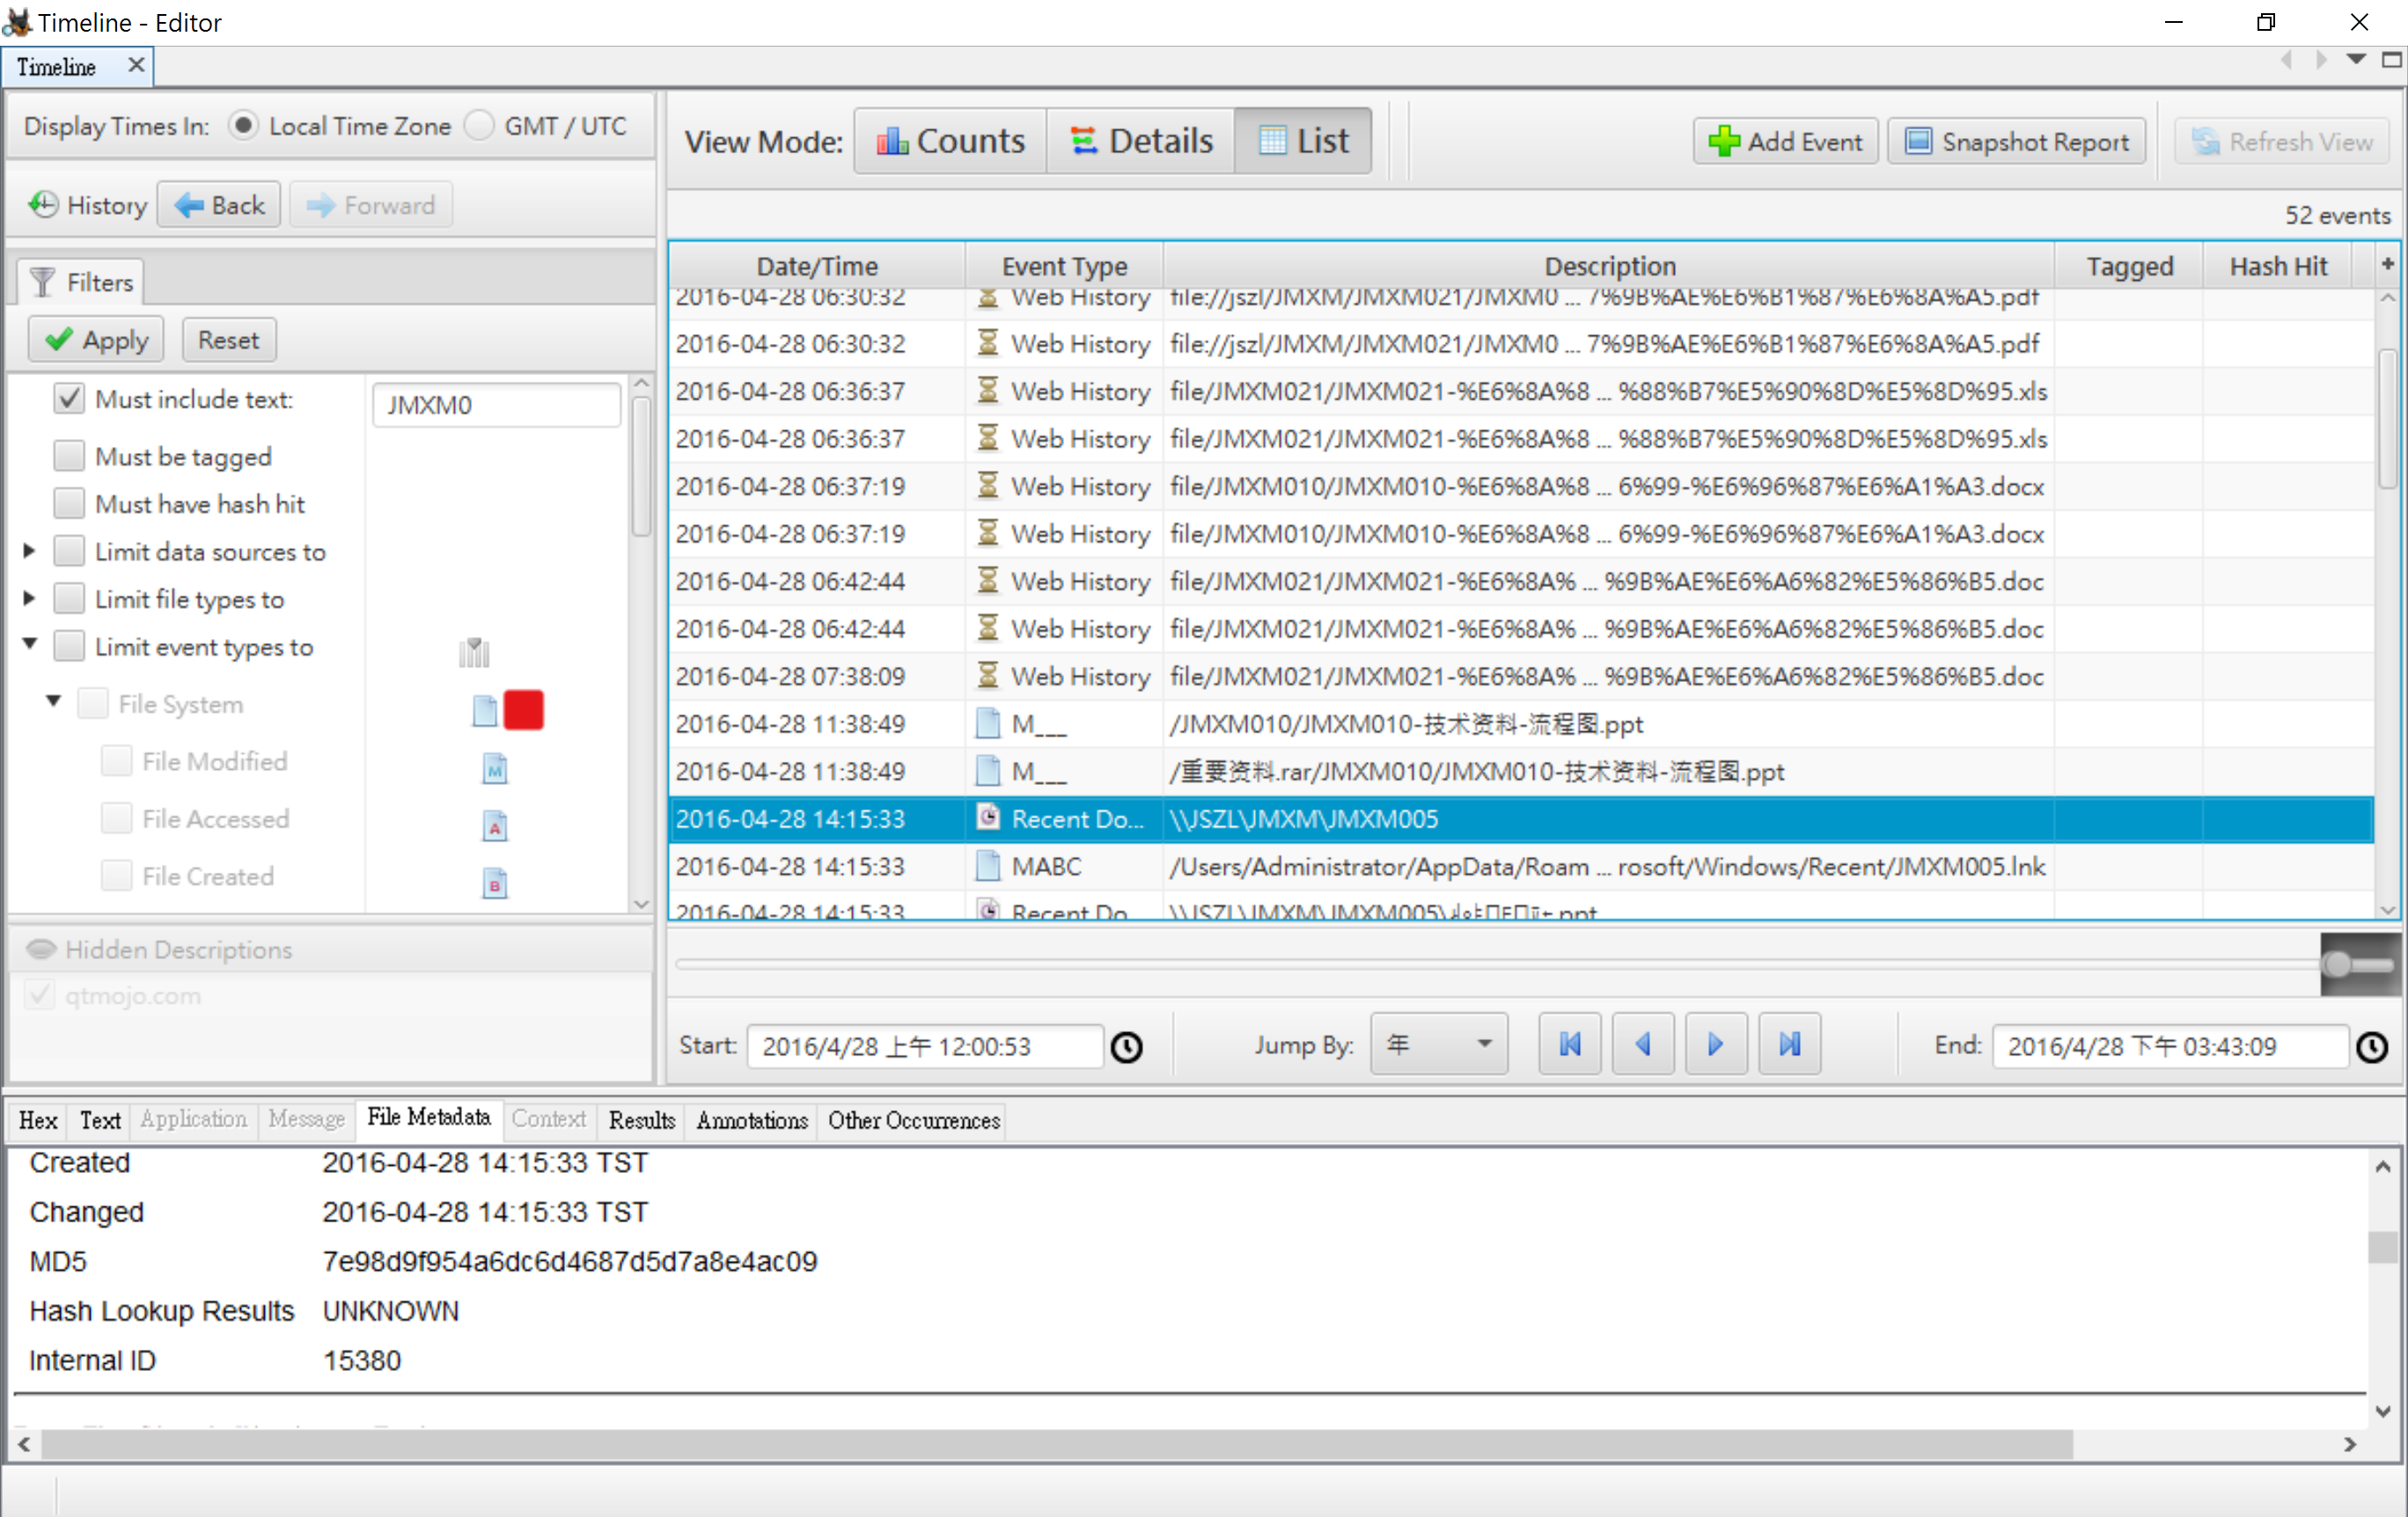 Timeline - Editor
Timeline
Display Times In: Local Time Zone GMT / UTC
History Back Forward
Filters
Apply Reset
Must include text: JMXM0
Must be tagged
Must have hash hit
Limit data sources to
Limit file types to
Limit event types to
File System
File Modified
File Accessed
File Created
Hidden Descriptions
qtmojo.com
View Mode: Counts Details List
Add Event Snapshot Report Refresh View
52 events
Date/Time Event Type Description Tagged Hash Hit +
2016-04-28 06:30:32 Web History file://jszl/JMXM/JMXM021/JMXM0 ... 7%9B%AE%E6%B1%87%E6%8A%A5.pdf
2016-04-28 06:30:32 Web History file://jszl/JMXM/JMXM021/JMXM0 ... 7%9B%AE%E6%B1%87%E6%8A%A5.pdf
2016-04-28 06:36:37 Web History file/JMXM021/JMXM021-%E6%8A%8 ... %88%B7%E5%90%8D%E5%8D%95.xls
2016-04-28 06:36:37 Web History file/JMXM021/JMXM021-%E6%8A%8 ... %88%B7%E5%90%8D%E5%8D%95.xls
2016-04-28 06:37:19 Web History file/JMXM010/JMXM010-%E6%8A%8 ... 6%99-%E6%96%87%E6%A1%A3.docx
2016-04-28 06:37:19 Web History file/JMXM010/JMXM010-%E6%8A%8 ... 6%99-%E6%96%87%E6%A1%A3.docx
2016-04-28 06:42:44 Web History file/JMXM021/JMXM021-%E6%8A% ... %9B%AE%E6%A6%82%E5%86%B5.doc
2016-04-28 06:42:44 Web History file/JMXM021/JMXM021-%E6%8A% ... %9B%AE%E6%A6%82%E5%86%B5.doc
2016-04-28 07:38:09 Web History file/JMXM021/JMXM021-%E6%8A% ... %9B%AE%E6%A6%82%E5%86%B5.doc
2016-04-28 11:38:49 M___ /JMXM010/JMXM010-技术资料-流程图.ppt
2016-04-28 11:38:49 M___ /重要资料.rar/JMXM010/JMXM010-技术资料-流程图.ppt
2016-04-28 14:15:33 Recent Do... \\JSZL\JMXM\JMXM005
2016-04-28 14:15:33 MABC /Users/Administrator/AppData/Roam ... rosoft/Windows/Recent/JMXM005.lnk
2016-04-28 14:15:33 Recent Do
Start: 2016/4/28 上午 12:00:53 Jump By: 年 End: 2016/4/28 下午 03:43:09
Hex Text Application Message File Metadata Context Results Annotations Other Occurrences
Created 2016-04-28 14:15:33 TST
Changed 2016-04-28 14:15:33 TST
MD5 7e98d9f954a6dc6d4687d5d7a8e4ac09
Hash Lookup Results UNKNOWN
Internal ID 15380